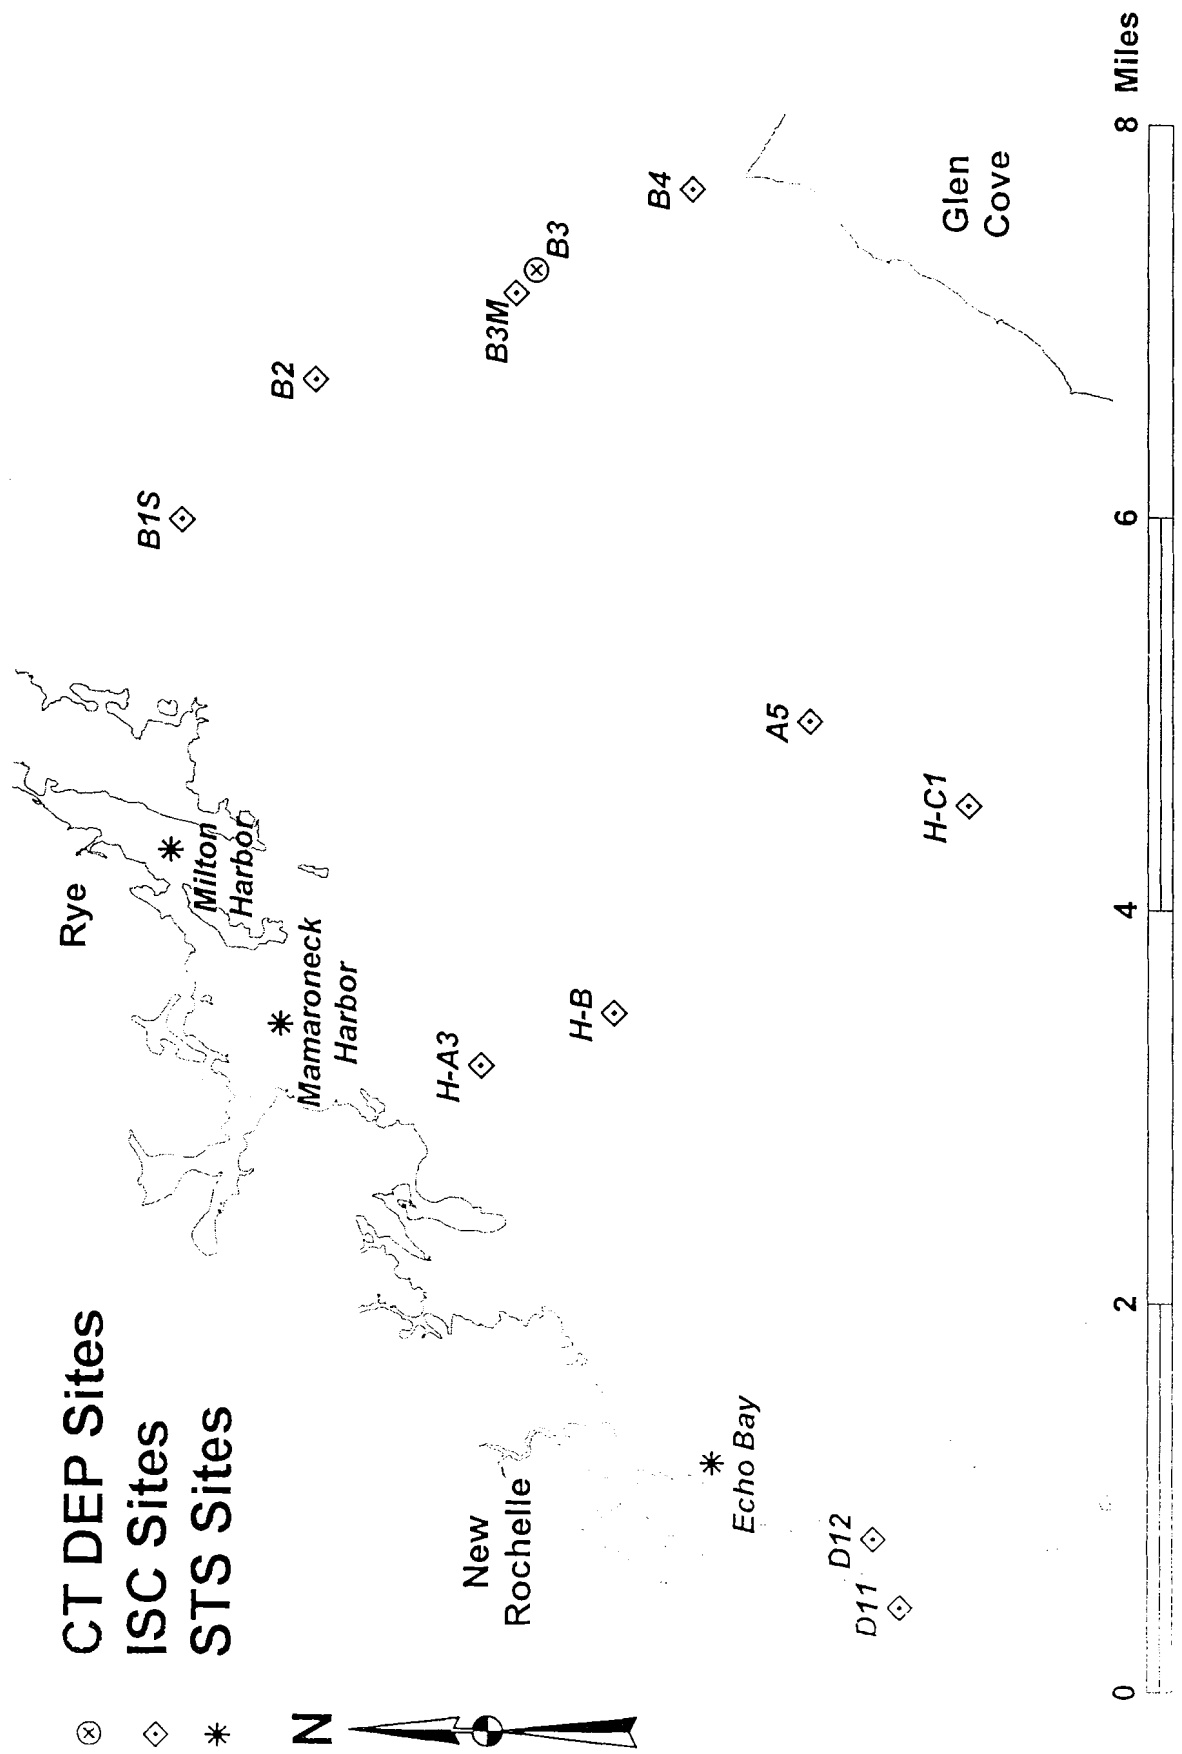 CT DEP Sites
ISC Sites
STS Sites
N
Rye
Milton
Harbor
Mamaroneck
Harbor
B1S
B2
B3M
B3
B4
H-A3
H-B
A5
H-C1
New
Rochelle
Echo Bay
D12
D11
Glen
Cove
0 2 4 6 8 Miles